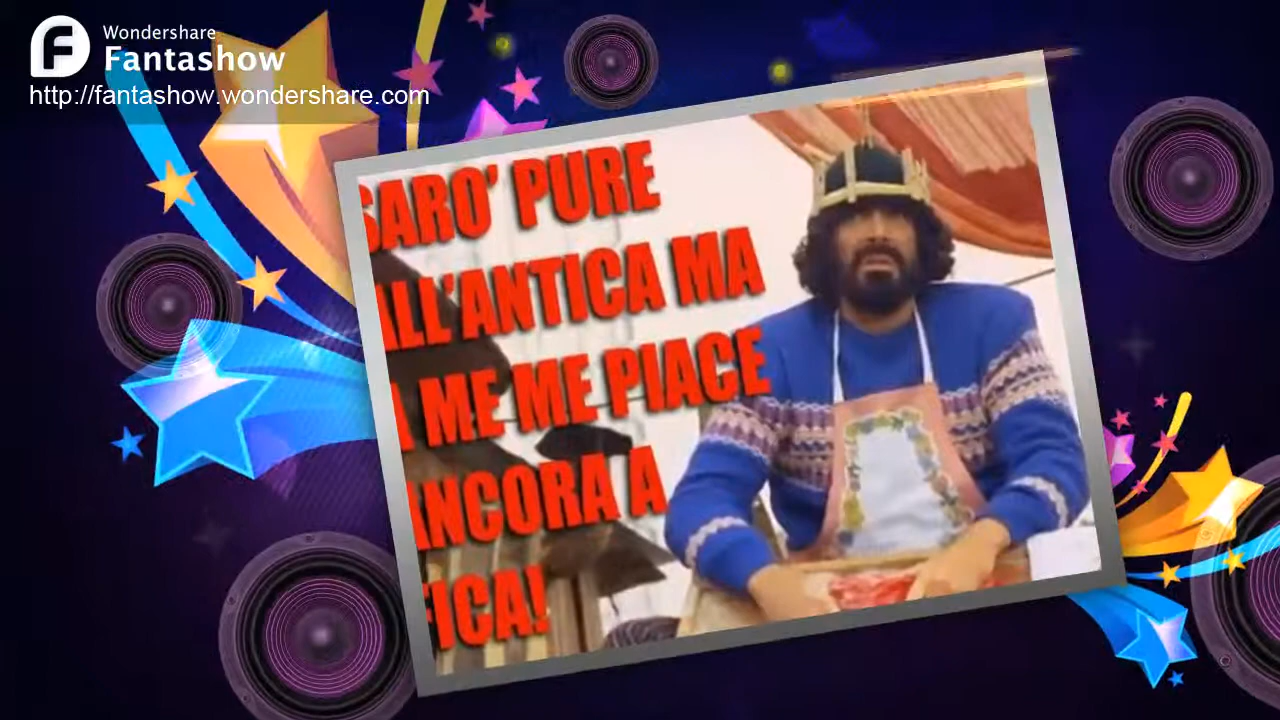 Wondershare
Fantashow
http://fantashow.wondershare.com
SARO' PURE
ALL'ANTICA MA
A ME ME PIACE
ANCORA A
FICA!